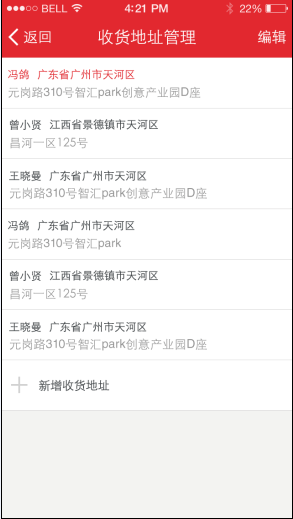 BELL 4:21 PM 22%
返回 收货地址管理 编辑
冯鸽 广东省广州市天河区
元岗路310号智汇park创意产业园D座
曾小贤 江西省景德镇市天河区
昌河一区125号
王晓曼 广东省广州市天河区
元岗路310号智汇park创意产业园D座
冯鸽 广东省广州市天河区
元岗路310号智汇park
曾小贤 江西省景德镇市天河区
昌河一区125号
王晓曼 广东省广州市天河区
元岗路310号智汇park创意产业园D座
新增收货地址